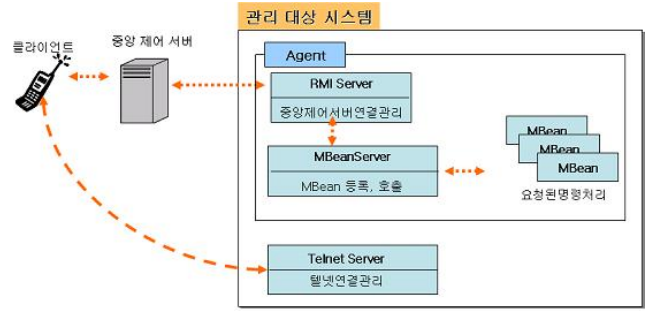 관리 대상 시스템
클라이언트
중앙 제어 서버
Agent
RMI Server
중앙제어서버연결관리
MBeanServer
MBean 등록, 호출
MBean
MBean
MBean
요청된명령처리
Telnet Server
텔넷연결관리